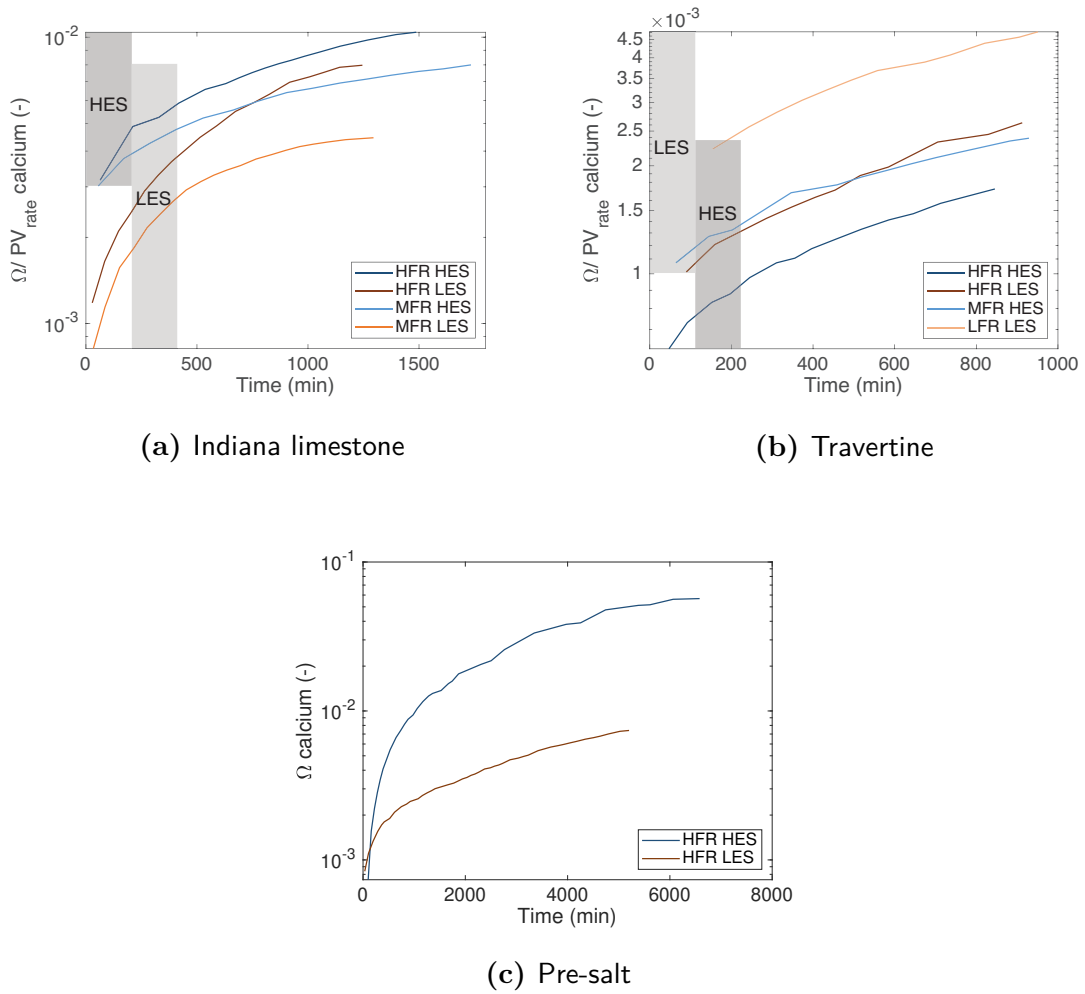 10⁻²
10⁻³
Ω/ PV_rate calcium (-)
HES
LES
HFR HES
HFR LES
MFR HES
MFR LES
0 500 1000 1500
Time (min)
(a) Indiana limestone
×10⁻³
4.5
4
3.5
3
2.5
2
1.5
1
Ω/ PV_rate calcium (-)
LES
HES
HFR HES
HFR LES
MFR HES
LFR LES
0 200 400 600 800 1000
Time (min)
(b) Travertine
10⁻¹
10⁻²
10⁻³
Ω calcium (-)
HFR HES
HFR LES
0 2000 4000 6000 8000
Time (min)
(c) Pre-salt